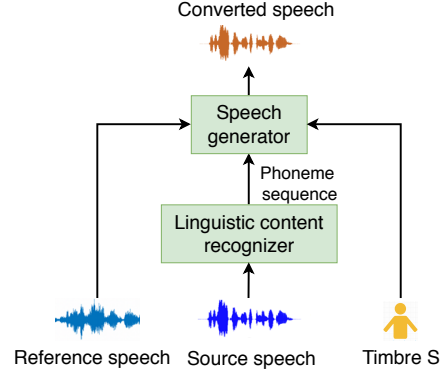 Converted speech
Speech
generator
Phoneme
sequence
Linguistic content
recognizer
Reference speech
Source speech
Timbre S